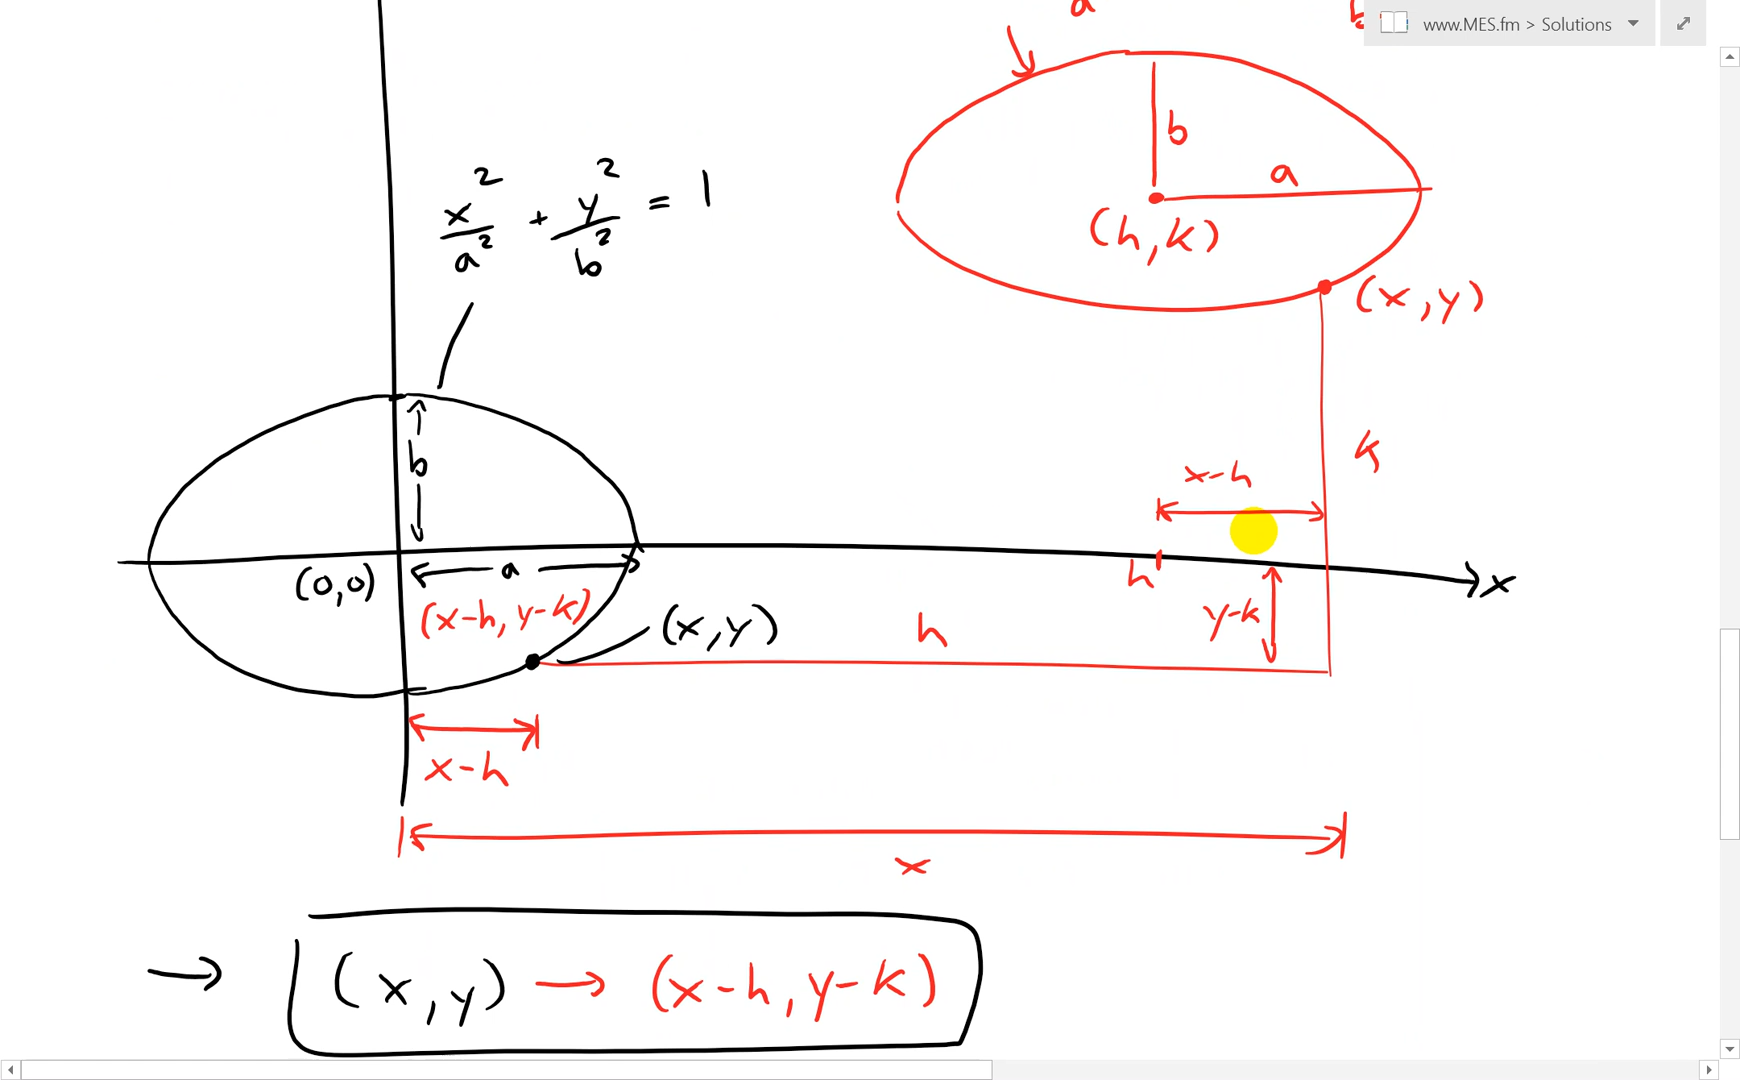 a b
www.MES.fm > Solutions
x²/a² + y²/b² = 1
b
a
(h,k)
(x,y)
b
k
x-h
(0,0)
a
h
x
(x-h, y-k)
(x,y)
h
y-k
x-h
x
→ (x,y) → (x-h, y-k)